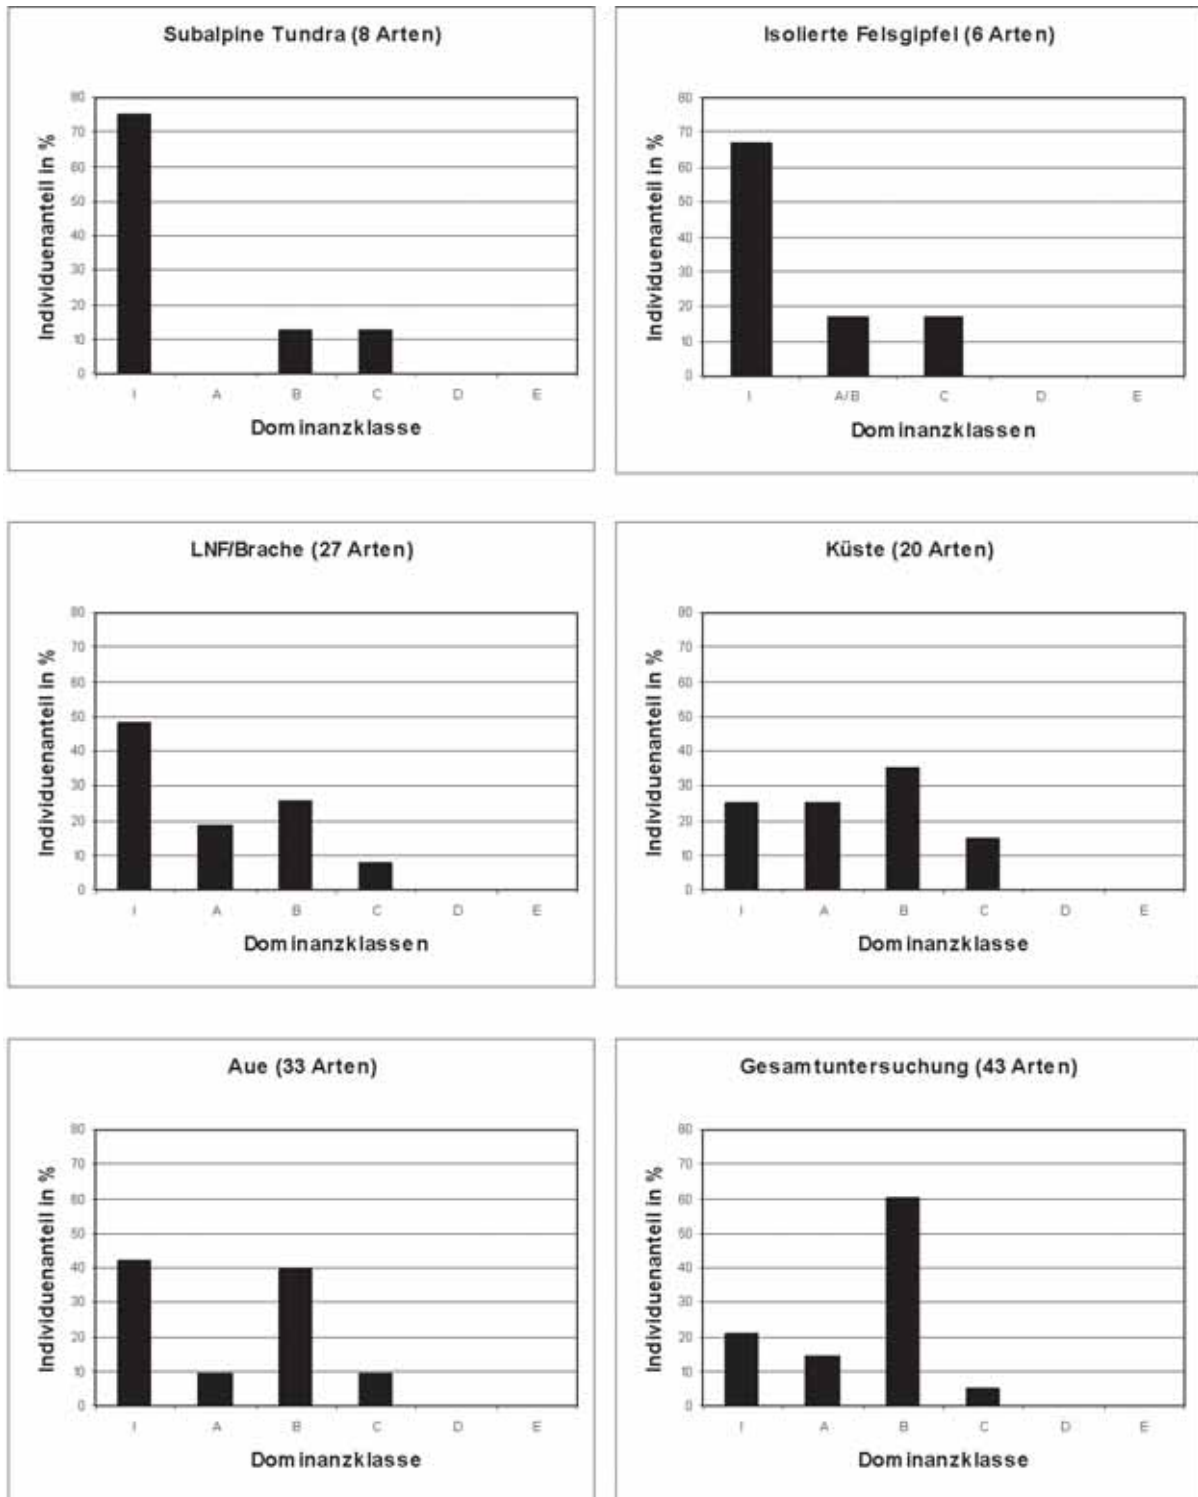 Subalpine Tundra (8 Arten)
Individuenanteil in %
80
70
60
50
40
30
20
10
0
I A B C D E
Dominanzklasse
Isolierte Felsgipfel (6 Arten)
Individuenanteil in %
80
70
60
50
40
30
20
10
0
I A/B C D E
Dominanzklassen
LNF/Brache (27 Arten)
Individuenanteil in %
80
70
60
50
40
30
20
10
0
I A B C D E
Dominanzklassen
Küste (20 Arten)
Individuenanteil in %
80
70
60
50
40
30
20
10
0
I A B C D E
Dominanzklasse
Aue (33 Arten)
Individuenanteil in %
80
70
60
50
40
30
20
10
0
I A B C D E
Dominanzklasse
Gesamtuntersuchung (43 Arten)
Individuenanteil in %
80
70
60
50
40
30
20
10
0
I A B C D E
Dominanzklasse